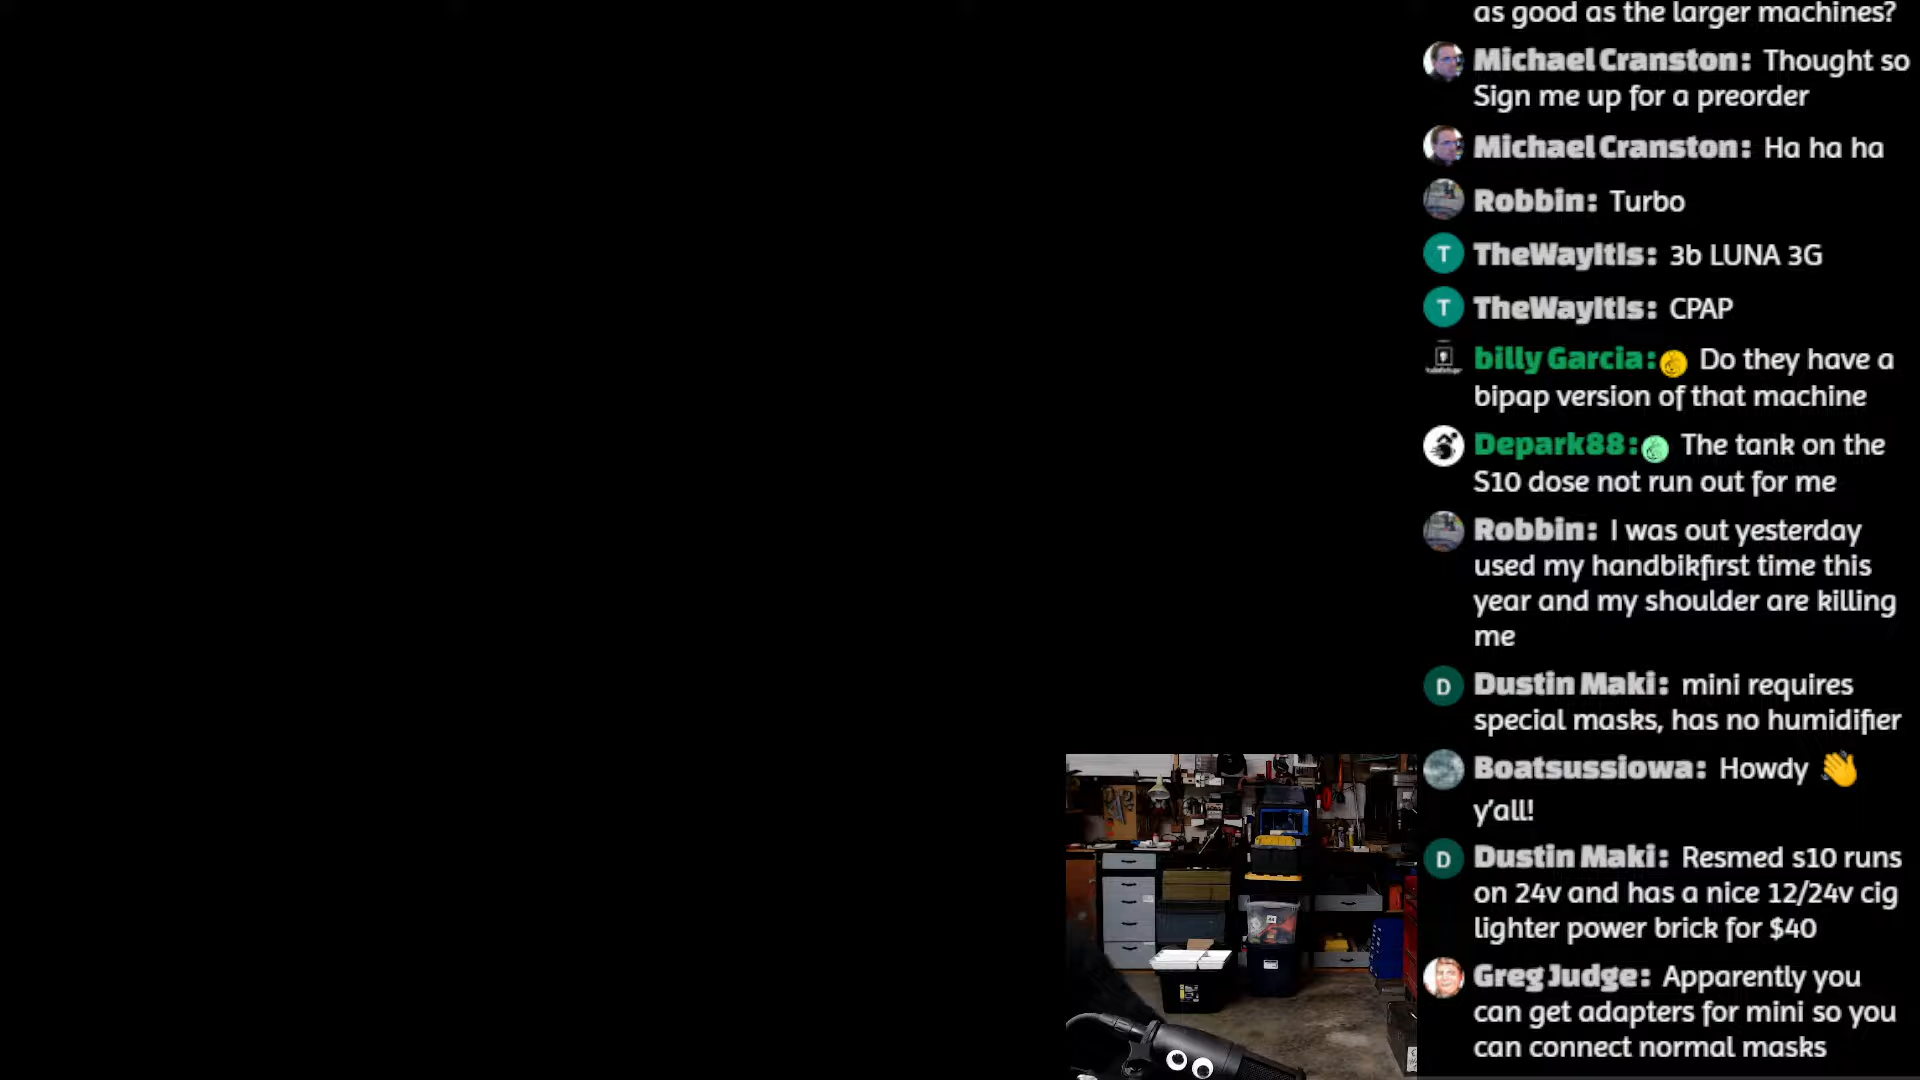 as good as the larger machines?
Michael Cranston: Thought so
Sign me up for a preorder
Michael Cranston: Ha ha ha
Robbin: Turbo
T TheWayItIs: 3b LUNA 3G
T TheWayItIs: CPAP
billy Garcia: Do they have a
bipap version of that machine
Depark88: The tank on the
S10 dose not run out for me
Robbin: I was out yesterday
used my handbikfirst time this
year and my shoulder are killing
me
D Dustin Maki: mini requires
special masks, has no humidifier
Boatsussiowa: Howdy 👋
y'all!
D Dustin Maki: Resmed s10 runs
on 24v and has a nice 12/24v cig
lighter power brick for $40
Greg Judge: Apparently you
can get adapters for mini so you
can connect normal masks